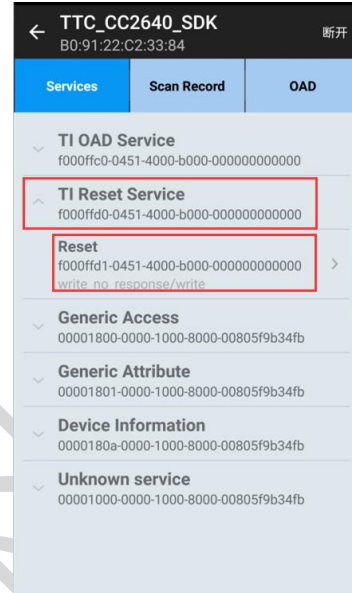 TTC_CC2640_SDK
B0:91:22:C2:33:84
断开
Services
Scan Record
OAD
TI OAD Service
f000ffc0-0451-4000-b000-000000000000
TI Reset Service
f000ffd0-0451-4000-b000-000000000000
Reset
f000ffd1-0451-4000-b000-000000000000
write no response/write
Generic Access
00001800-0000-1000-8000-00805f9b34fb
Generic Attribute
00001801-0000-1000-8000-00805f9b34fb
Device Information
0000180a-0000-1000-8000-00805f9b34fb
Unknown service
00001000-0000-1000-8000-00805f9b34fb